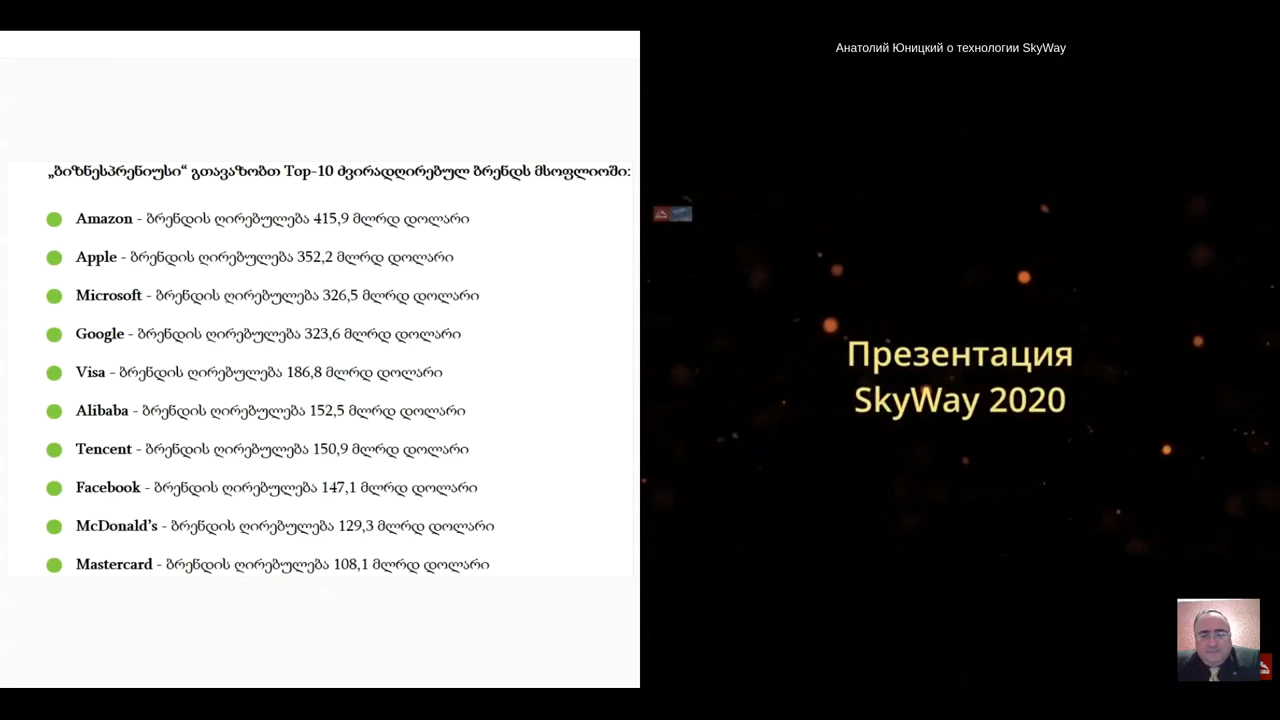 „ბიზნესპრენიუსი“ გთავაზობთ Top-10 ძვირადღირებულ ბრენდს მსოფლიოში:
Amazon - ბრენდის ღირებულება 415,9 მლრდ დოლარი
Apple - ბრენდის ღირებულება 352,2 მლრდ დოლარი
Microsoft - ბრენდის ღირებულება 326,5 მლრდ დოლარი
Google - ბრენდის ღირებულება 323,6 მლრდ დოლარი
Visa - ბრენდის ღირებულება 186,8 მლრდ დოლარი
Alibaba - ბრენდის ღირებულება 152,5 მლრდ დოლარი
Tencent - ბრენდის ღირებულება 150,9 მლრდ დოლარი
Facebook - ბრენდის ღირებულება 147,1 მლრდ დოლარი
McDonald’s - ბრენდის ღირებულება 129,3 მლრდ დოლარი
Mastercard - ბრენდის ღირებულება 108,1 მლრდ დოლარი
Анатолий Юницкий о технологии SkyWay
Презентация
SkyWay 2020